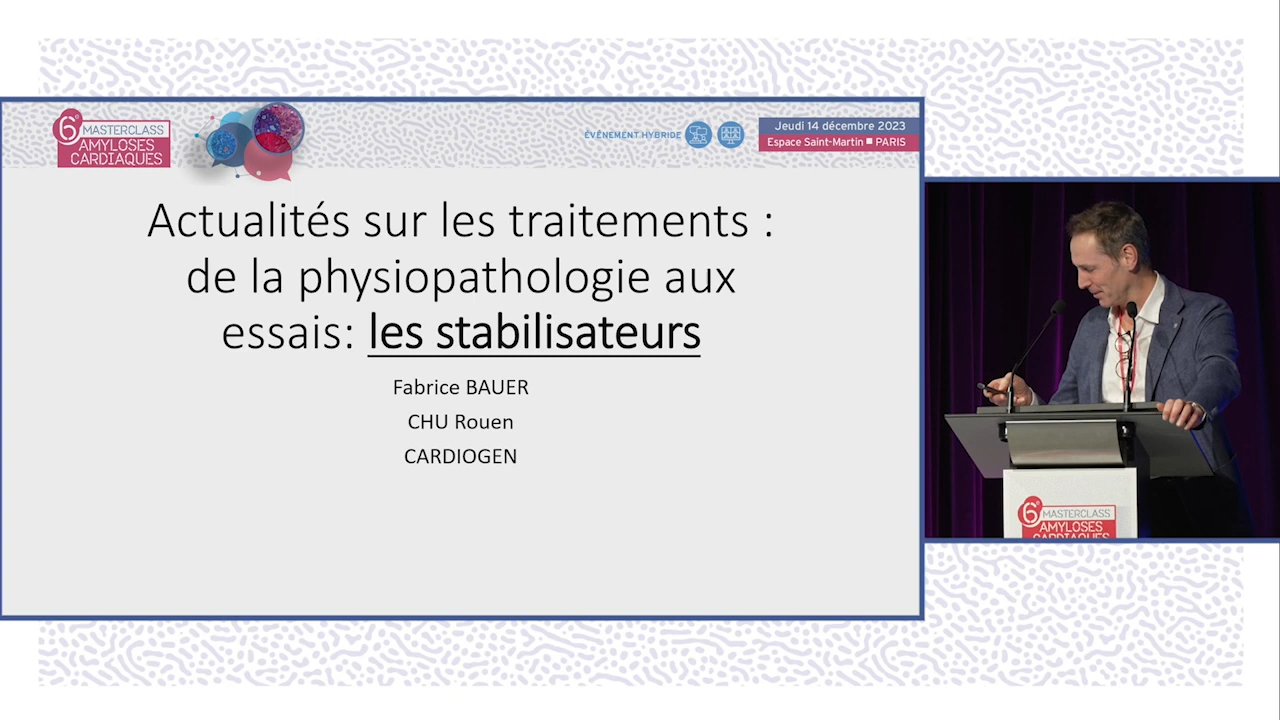 6e
MASTERCLASS
AMYLOSES
CARDIAQUES
ÉVÉNEMENT HYBRIDE
Jeudi 14 décembre 2023
Espace Saint-Martin ■ PARIS
Actualités sur les traitements :
de la physiopathologie aux
essais: les stabilisateurs
Fabrice BAUER
CHU Rouen
CARDIOGEN
6e
MASTERCLASS
AMYLOSES
CARDIAQUES